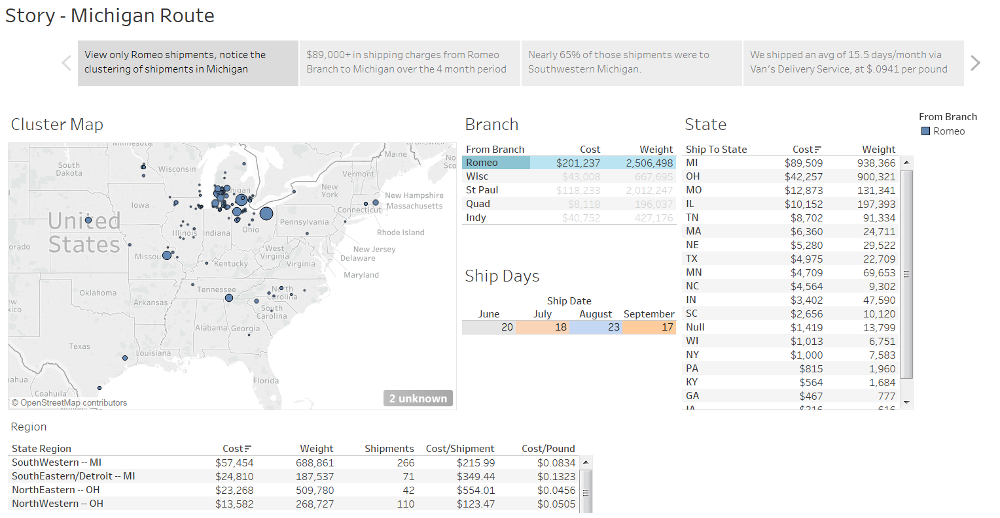 Story - Michigan Route
View only Romeo shipments, notice the
clustering of shipments in Michigan
$89,000+ in shipping charges from Romeo
Branch to Michigan over the 4 month period
Nearly 65% of those shipments were to
Southwestern Michigan.
We shipped an avg of 15.5 days/month via
Van's Delivery Service, at $.0941 per pound
Cluster Map
Minnesota
Brunswick
Maine
South
Dakota
Wisconsin
No
Sco
Vermont
New
York
New Hampshire
Massachusetts
Iowa
Connecticut
United
States
Pennsylvania
Illinois Indiana
Ohio
Rhode Island
orado
New Jersey
Delaware
Missou
West
Virginia
Virginia
Kentucky
Maryland
Oklahoma
Tennessee
North
Carolina
Arkansas
ew
xico
South
Carolina
Alabama Georgia
Texas
Louisiana
ahua
Florida
Coahuila
© OpenStreetMap contributors
2 unknown
Branch
From Branch Cost Weight
Romeo $201,237 2,506,498
Wisc $43,008 667,695
St Paul $118,233 2,012,247
Quad $8,118 196,037
Indy $40,752 427,176
Ship Days
Ship Date
June July August September
20 18 23 17
State
Ship To State Cost Weight
MI $89,509 938,366
OH $42,257 900,321
MO $12,873 131,341
IL $10,152 197,393
TN $8,702 91,334
MA $6,360 24,711
NE $5,280 29,522
TX $4,975 22,709
MN $4,709 69,653
NC $4,564 9,302
IN $3,402 47,590
SC $2,656 10,120
Null $1,419 13,799
WI $1,013 6,751
NY $1,000 7,583
PA $815 1,960
KY $564 1,684
GA $467 777
IA $316 616
From Branch
Romeo
Region
State Region Cost Weight Shipments Cost/Shipment Cost/Pound
SouthWestern -- MI $57,454 688,861 266 $215.99 $0.0834
SouthEastern/Detroit -- MI $24,810 187,537 71 $349.44 $0.1323
NorthEastern -- OH $23,268 509,780 42 $554.01 $0.0456
NorthWestern -- OH $13,582 268,727 110 $123.47 $0.0505